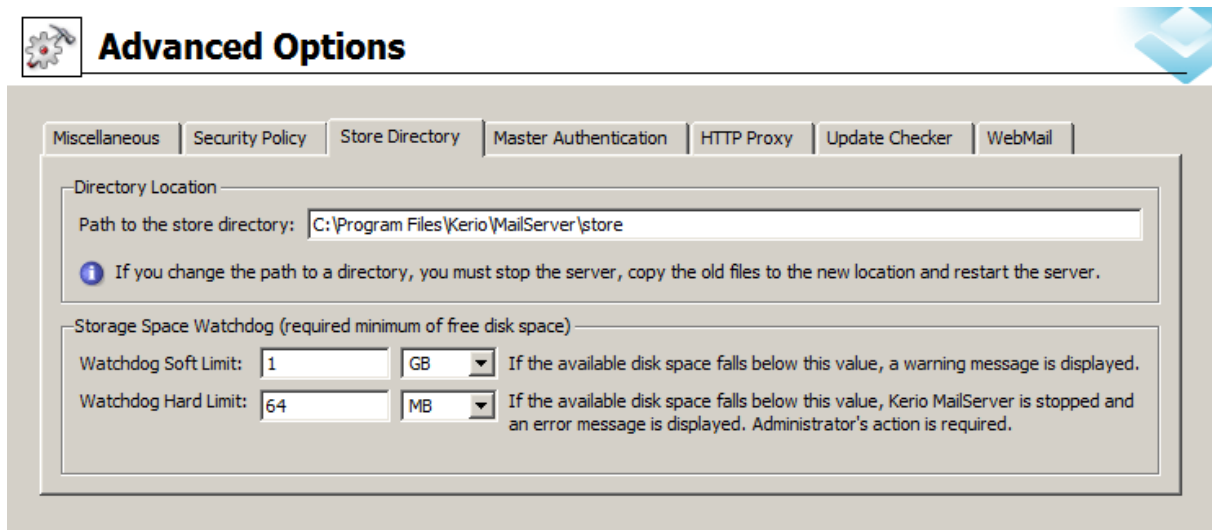 Advanced Options
Miscellaneous Security Policy Store Directory Master Authentication HTTP Proxy Update Checker WebMail
Directory Location
Path to the store directory: C:\Program Files\Kerio\MailServer\store
If you change the path to a directory, you must stop the server, copy the old files to the new location and restart the server.
Storage Space Watchdog (required minimum of free disk space)
Watchdog Soft Limit: 1 GB If the available disk space falls below this value, a warning message is displayed.
Watchdog Hard Limit: 64 MB If the available disk space falls below this value, Kerio MailServer is stopped and
an error message is displayed. Administrator's action is required.